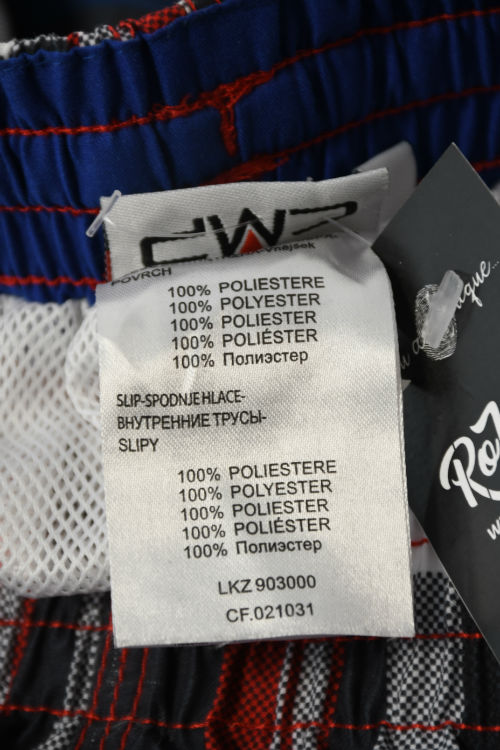 POVRCH
100% POLIESTERE
100% POLYESTER
100% POLIESTER
100% POLIÉSTER
100% Полиэстер
SLIP-SPODNJE HLACE-
ВНУТРЕННИЕ ТРУСЫ-
SLIPY
100% POLIESTERE
100% POLYESTER
100% POLIESTER
100% POLIÉSTER
100% Полиэстер
LKZ 903000
CF.021031